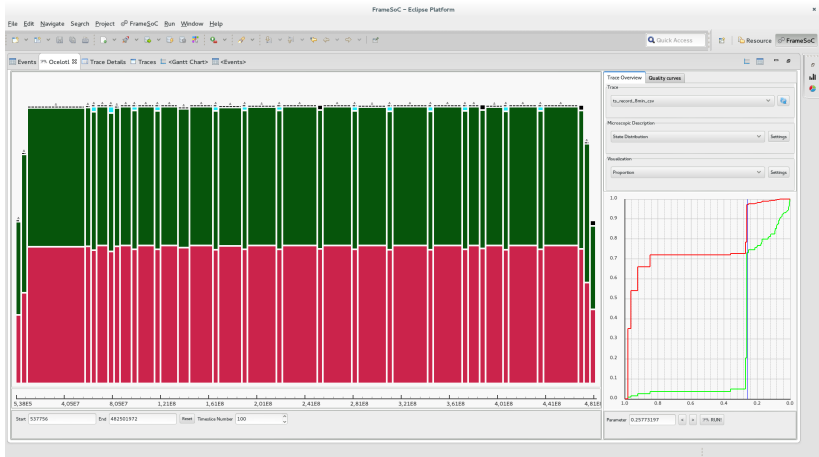 FrameSoC - Eclipse Platform
File Edit Navigate Search Project FrameSoC Run Window Help
Quick Access
Resource
FrameSoC
Events
Ocelotl
Trace Details
Traces
<Gantt Chart>
<Events>
Trace Overview
Quality curves
Trace
ts_record_8min_csv
Microscopic Description
State Distribution
Settings
Visualization
Proportion
Settings
1.0
0.9
0.8
0.7
0.6
0.5
0.4
0.3
0.2
0.1
0.0
1.0 0.8 0.6 0.4 0.2 0.0
5,38E5 4,05E7 8,05E7 1,21E8 1,61E8 2,01E8 2,41E8 2,81E8 3,21E8 3,61E8 4,01E8 4,41E8 4,81E8
Start 537756 End 482501972 Reset Timeslice Number 100
Parameter 0.25773197 < > RUN!